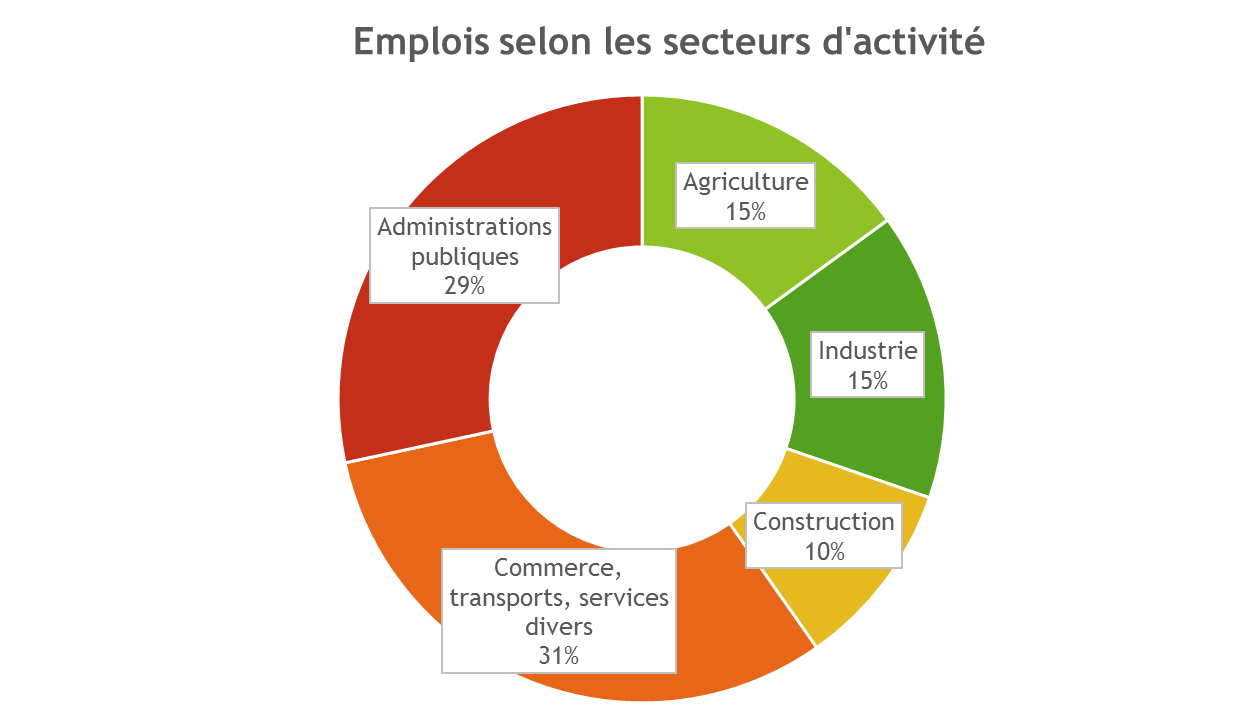 Emplois selon les secteurs d'activité
Agriculture
15%
Administrations
publiques
29%
Industrie
15%
Construction
10%
Commerce,
transports, services
divers
31%